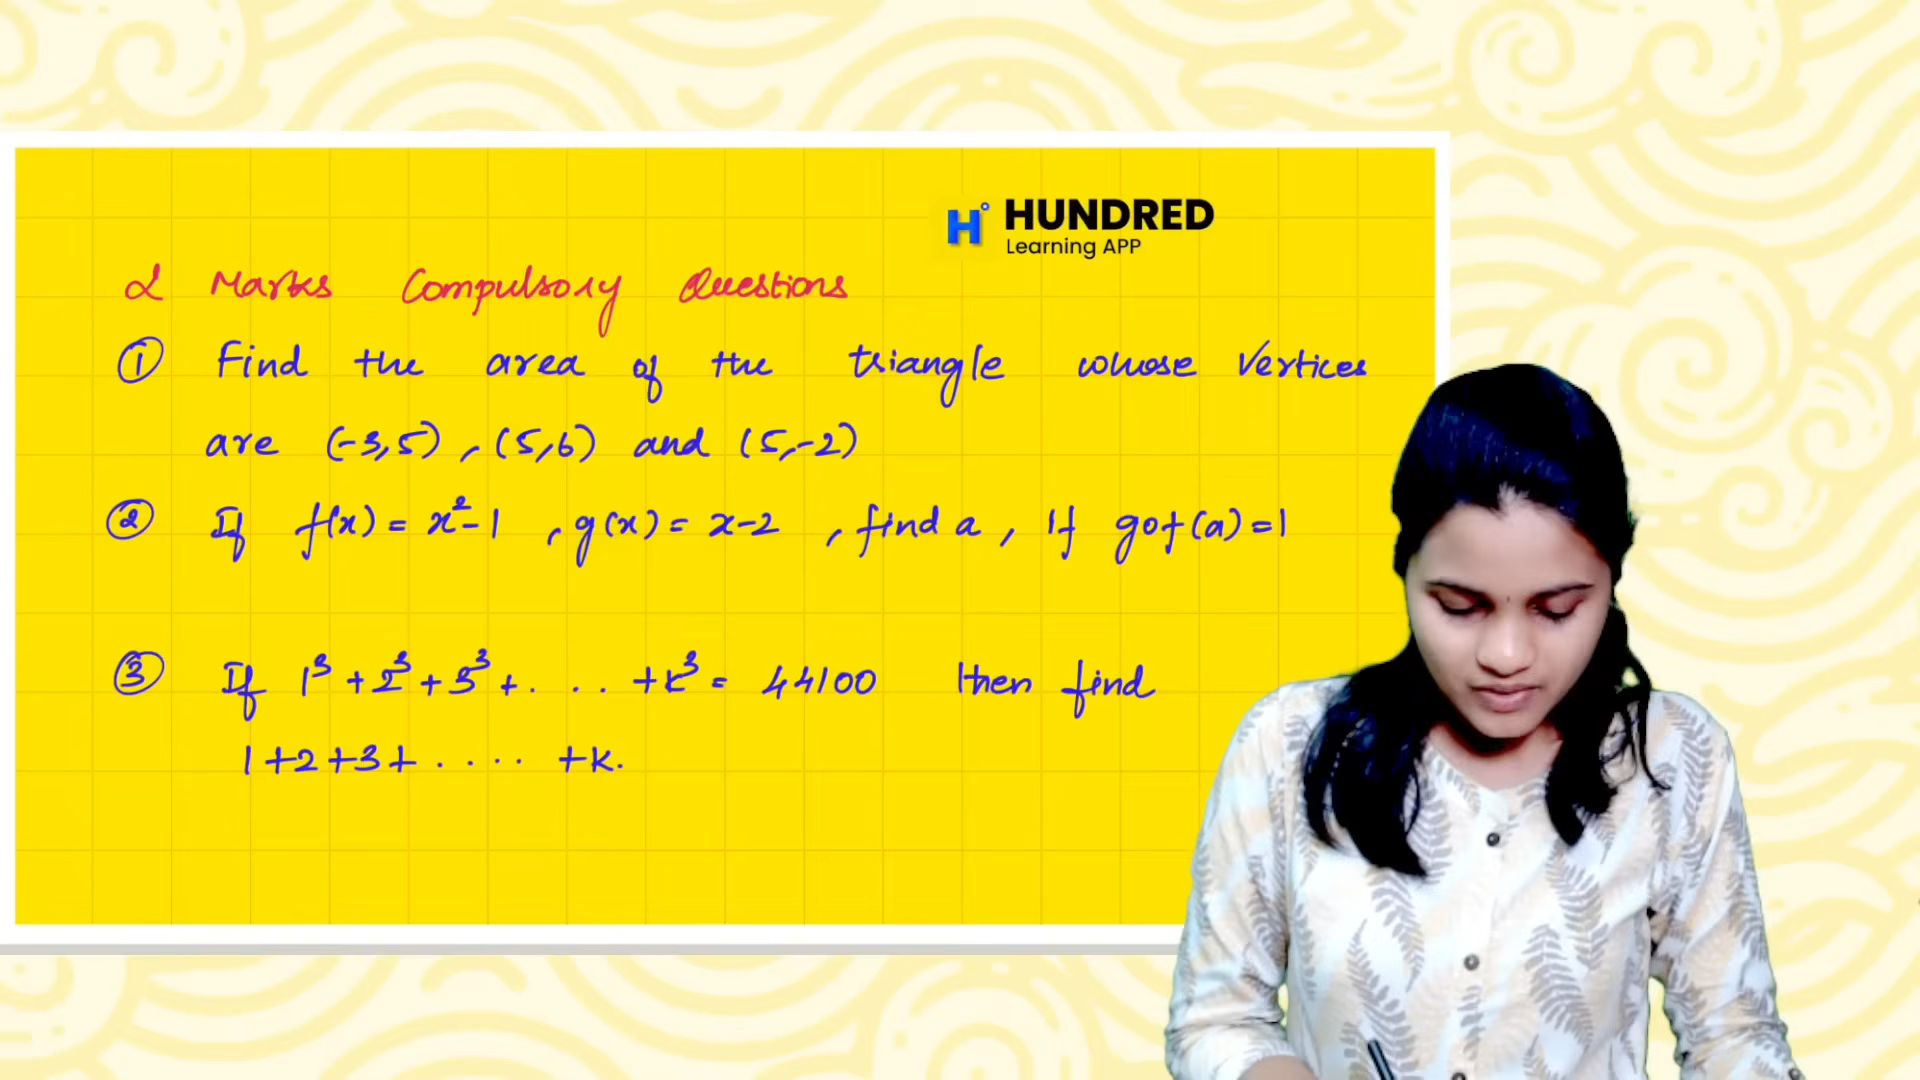 HUNDRED
Learning APP
2 Marks Compulsory Questions
① Find the area of the triangle whose vertices
are (-3,5), (5,6) and (5,-2)
② If f(x) = x²-1, g(x) = x-2, find a, if gof(a)=1
③ If 1³+2³+3³+. . . . +k³ = 44100 then find
1+2+3+ . . . . . +k.